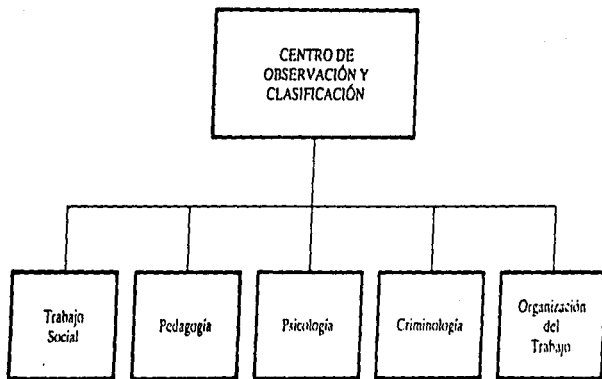 CENTRO DE
OBSERVACIÓN Y
CLASIFICACIÓN
Trabajo
Social
Pedagogía
Psicología
Criminología
Organización
del
Trabajo